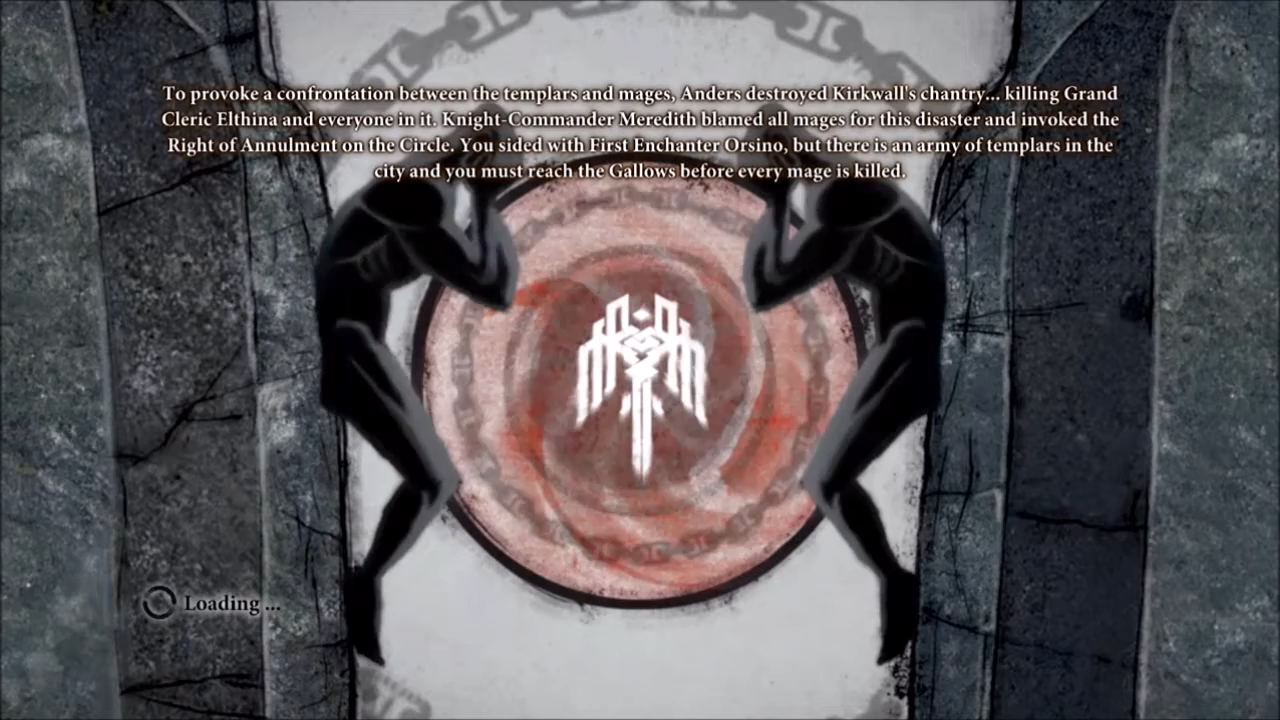 To provoke a confrontation between the templars and mages, Anders destroyed Kirkwall's chantry... killing Grand
Cleric Elthina and everyone in it. Knight-Commander Meredith blamed all mages for this disaster and invoked the
Right of Annulment on the Circle. You sided with First Enchanter Orsino, but there is an army of templars in the
city and you must reach the Gallows before every mage is killed.
Loading ...